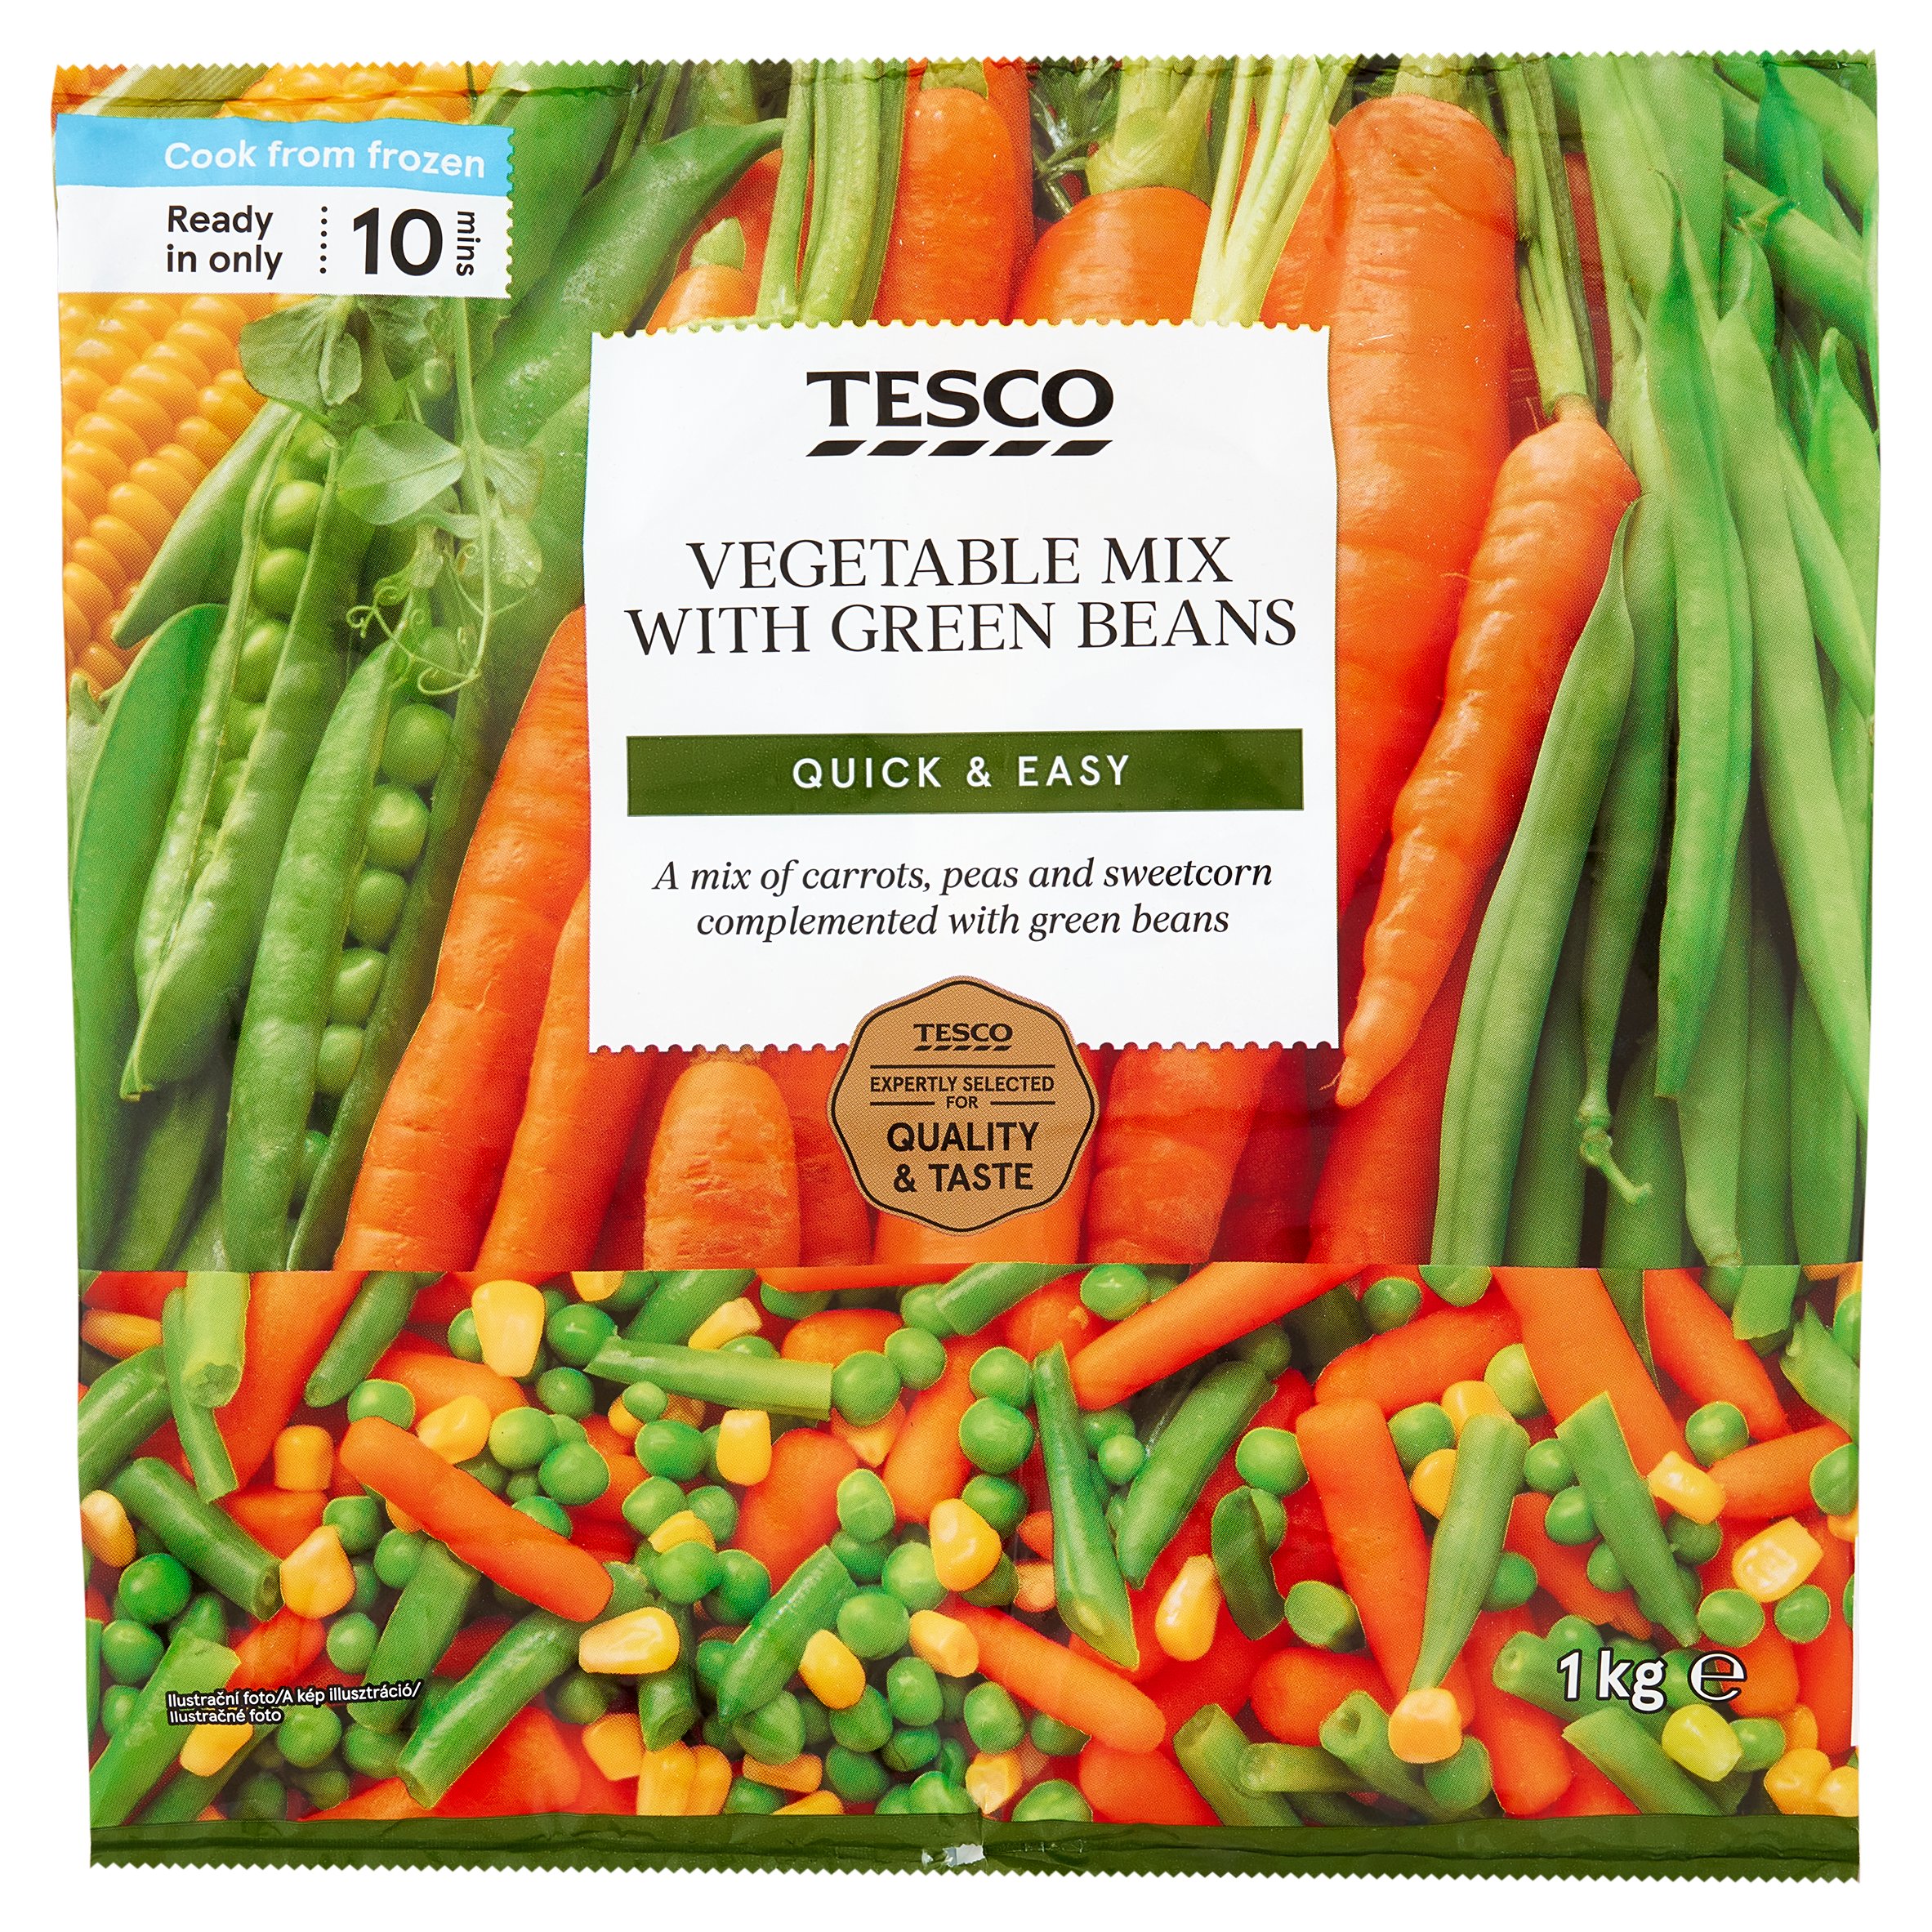 Cook from frozen
Ready
in only
10 mins
TESCO
VEGETABLE MIX
WITH GREEN BEANS
QUICK & EASY
A mix of carrots, peas and sweetcorn
complemented with green beans
TESCO
EXPERTLY SELECTED
FOR
QUALITY
& TASTE
1 kg ℮
Ilustrační foto/A kép illusztráció/
Ilustračné foto